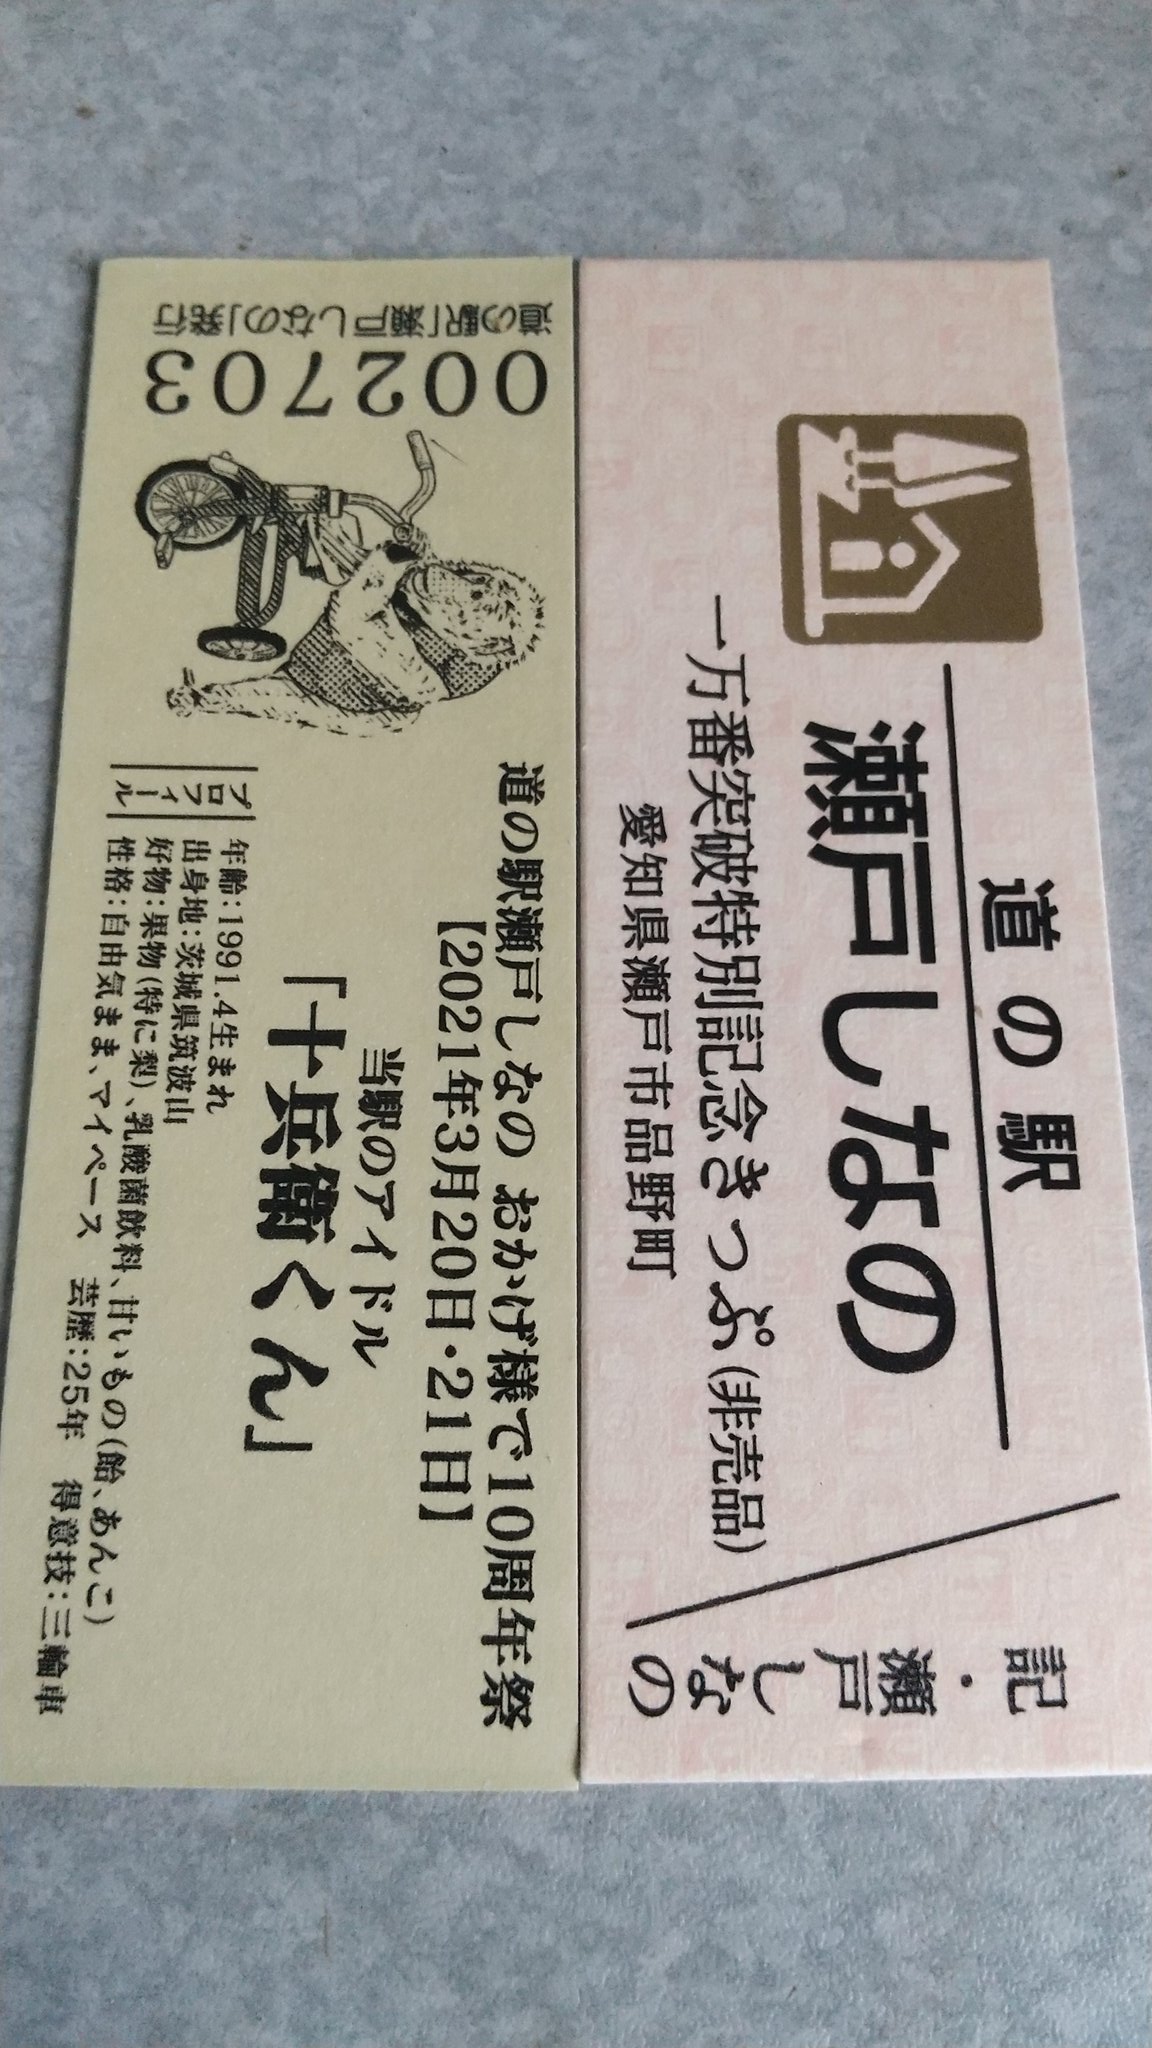 道の駅
瀬戸しなの
一万番突破特別記念きっぷ(非売品)
愛知県瀬戸市品野町
記・瀬戸しなの
道の駅「瀬戸しなの」発行
002703
道の駅瀬戸しなの おかげ様で10周年祭
【2021年3月20日・21日】
当駅のアイドル
「十兵衛くん」
プロフィール
年齢:1991.4生まれ
出身地:茨城県筑波山
好物:果物(特に梨)、乳酸菌飲料、甘いもの(飴、あんこ)
性格:自由気まま、マイペース 芸歴:25年 得意技:三輪車